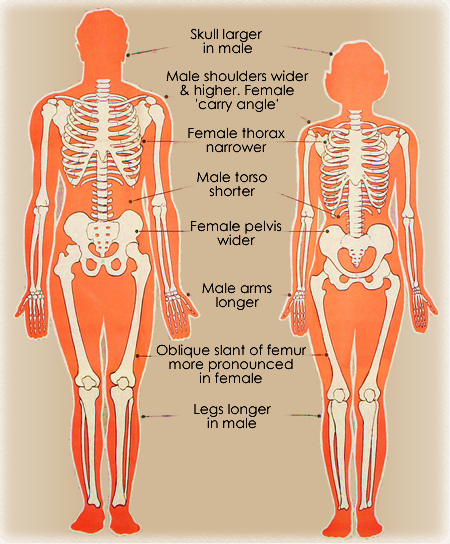 Skull larger
in male
Male shoulders wider
& higher. Female
'carry angle'
Female thorax
narrower
Male torso
shorter
Female pelvis
wider
Male arms
longer
Oblique slant of femur
more pronounced
in female
Legs longer
in male